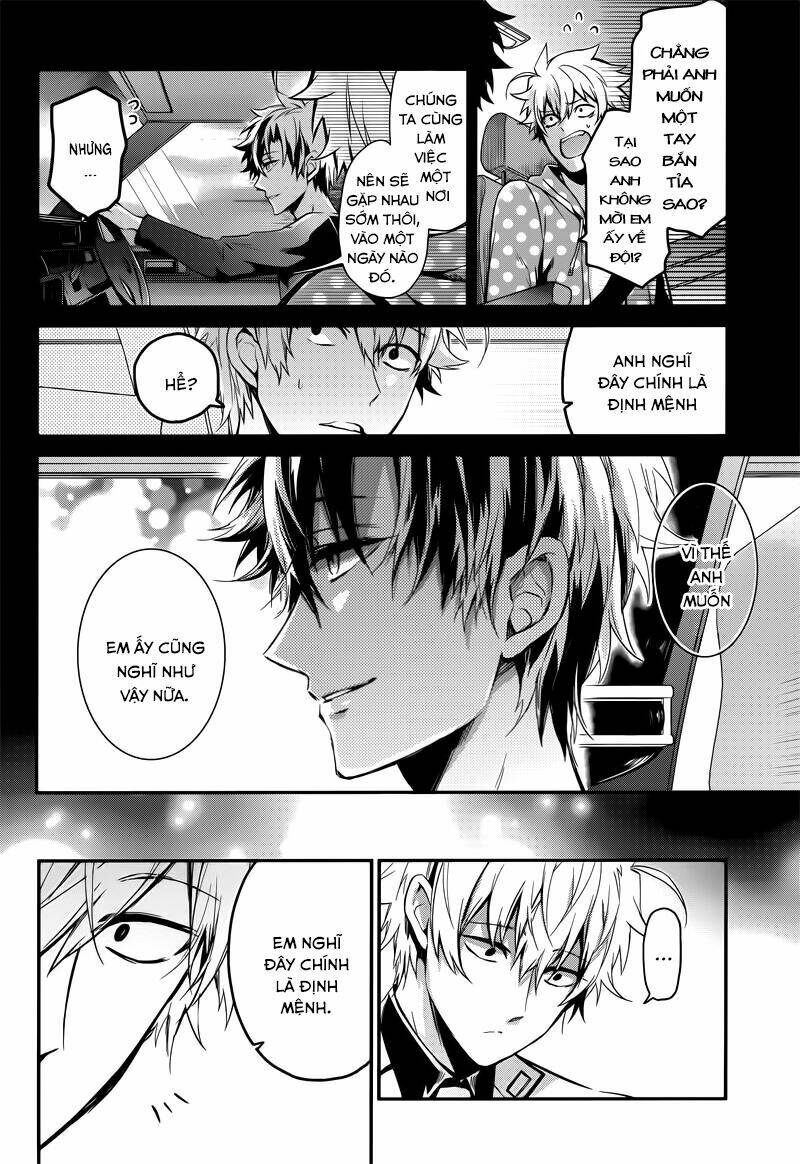 CHẲNG
PHẢI ANH
MUỐN
MỘT
TAY
BẮN
TỈA
SAO?
TẠI
SAO
ANH
KHÔNG
MỜI EM
ẤY VỀ
ĐỘI?
CHÚNG
TA CÙNG
LÀM
VIỆC MỘT
NƠI
NÊN SẼ
GẶP NHAU
SỚM THÔI,
VÀO MỘT
NGÀY NÀO
ĐÓ.
NHƯNG
...
ANH NGHĨ
ĐÂY CHÍNH LÀ
ĐỊNH MỆNH
HỂ?
VÌ THẾ
ANH
MUỐN
EM ẤY CŨNG
NGHĨ NHƯ
VẬY NỮA.
...
EM NGHĨ
ĐÂY CHÍNH
LÀ ĐỊNH
MỆNH.